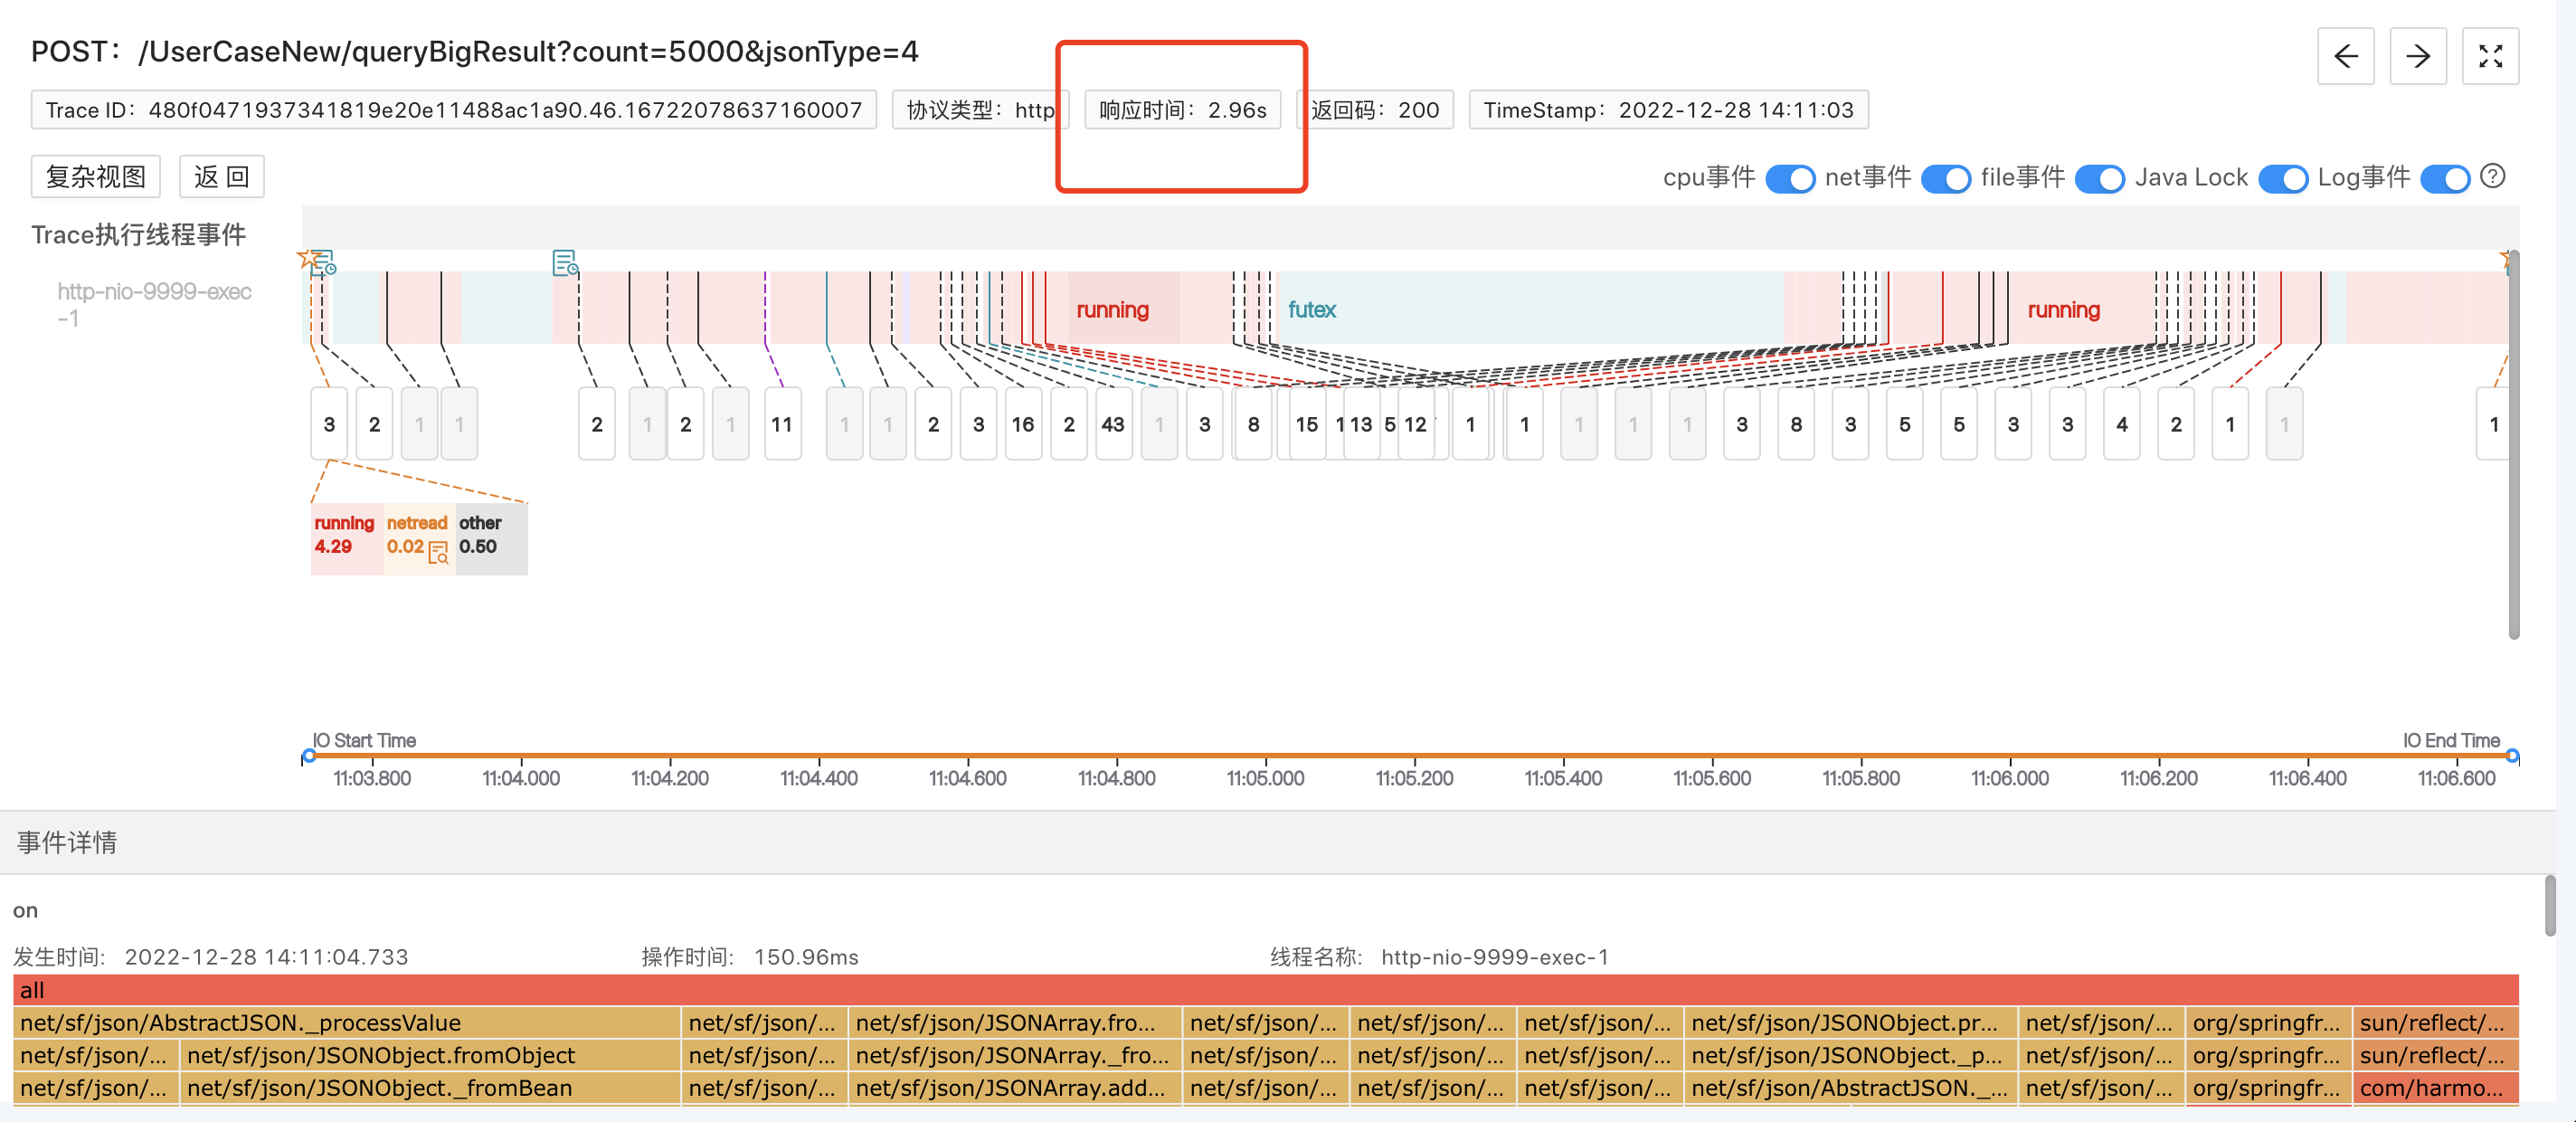 POST：/UserCaseNew/queryBigResult?count=5000&jsonType=4
Trace ID：480f0471937341819e20e11488ac1a90.46.16722078637160007 协议类型：http 响应时间：2.96s 返回码：200 TimeStamp：2022-12-28 14:11:03
复杂视图 返 回 cpu事件 net事件 file事件 Java Lock Log事件 ?
Trace执行线程事件
http-nio-9999-exec
-1
running futex running
3 2 1 1 2 1 2 1 11 1 1 2 3 16 2 43 1 3 8 15 1 13 5 12 1 1 1 1 1 3 8 3 5 5 3 3 4 2 1 1 1
running netread other
4.29 0.02 0.50
IO Start Time IO End Time
11:03.800 11:04.000 11:04.200 11:04.400 11:04.600 11:04.800 11:05.000 11:05.200 11:05.400 11:05.600 11:05.800 11:06.000 11:06.200 11:06.400 11:06.600
事件详情
on
发生时间: 2022-12-28 14:11:04.733 操作时间: 150.96ms 线程名称: http-nio-9999-exec-1
all
net/sf/json/AbstractJSON._processValue net/sf/json/... net/sf/json/JSONArray.fro... net/sf/json/... net/sf/json/... net/sf/json/... net/sf/json/JSONObject.pr... net/sf/json/... org/springfr... sun/reflect/...
net/sf/json/... net/sf/json/JSONObject.fromObject net/sf/json/... net/sf/json/JSONArray._fro... net/sf/json/... net/sf/json/... net/sf/json/... net/sf/json/JSONObject._p... net/sf/json/... org/springfr... sun/reflect/...
net/sf/json/... net/sf/json/JSONObject._fromBean net/sf/json/... net/sf/json/JSONArray.add... net/sf/json/... net/sf/json/... net/sf/json/... net/sf/json/AbstractJSON._... net/sf/json/... org/springfr... com/harmo...